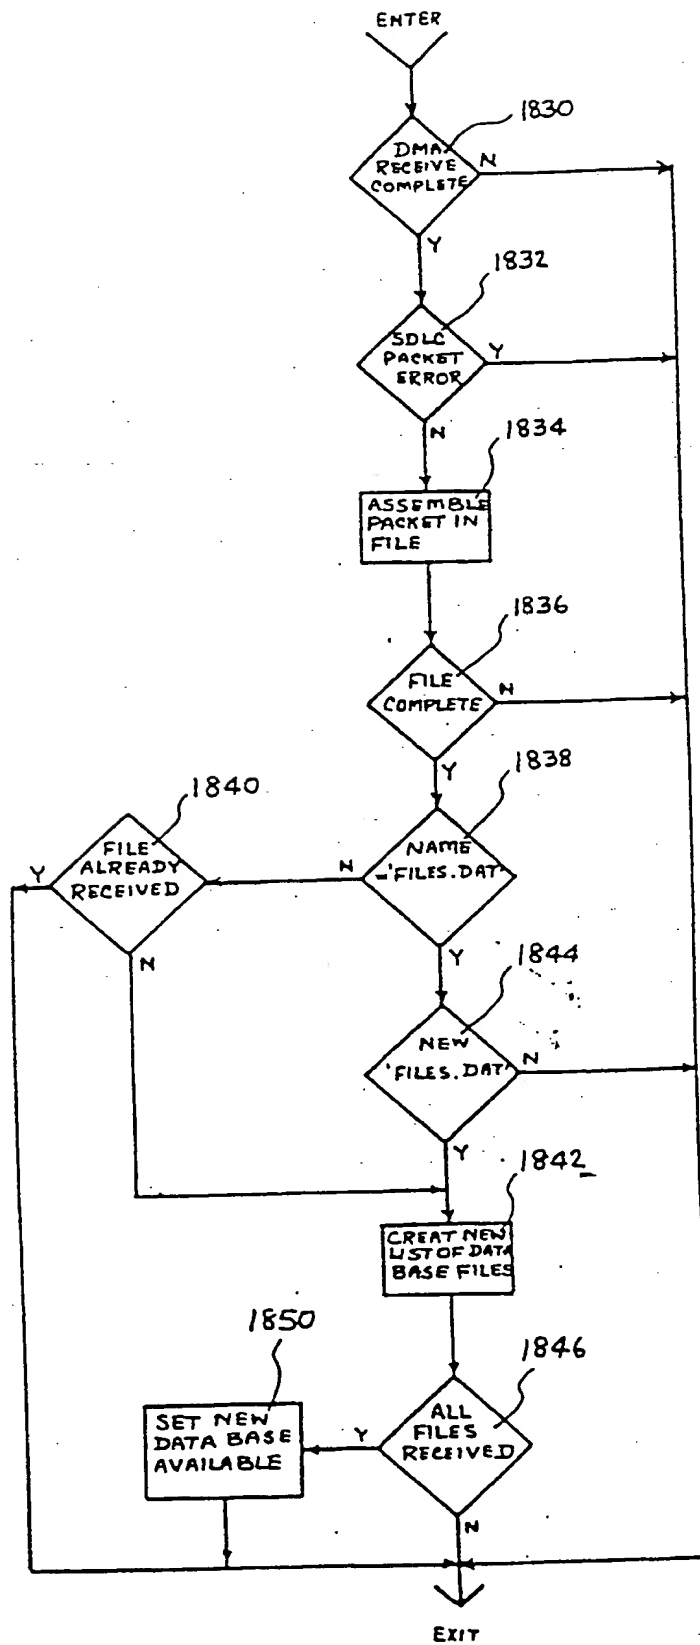 ENTER
1830
DMA
RECEIVE
COMPLETE
N
Y
1832
SDLC
PACKET
ERROR
Y
N
1834
ASSEMBLE
PACKET IN
FILE
1836
FILE
COMPLETE
N
Y
1838
1840
NAME
='FILES.DAT'
N
FILE
ALREADY
RECEIVED
Y
N
Y
1844
NEW
'FILES.DAT'
N
Y
1842
CREAT NEW
LIST OF DATA
BASE FILES
1850
1846
ALL
FILES
RECEIVED
Y
SET NEW
DATA BASE
AVAILABLE
N
EXIT